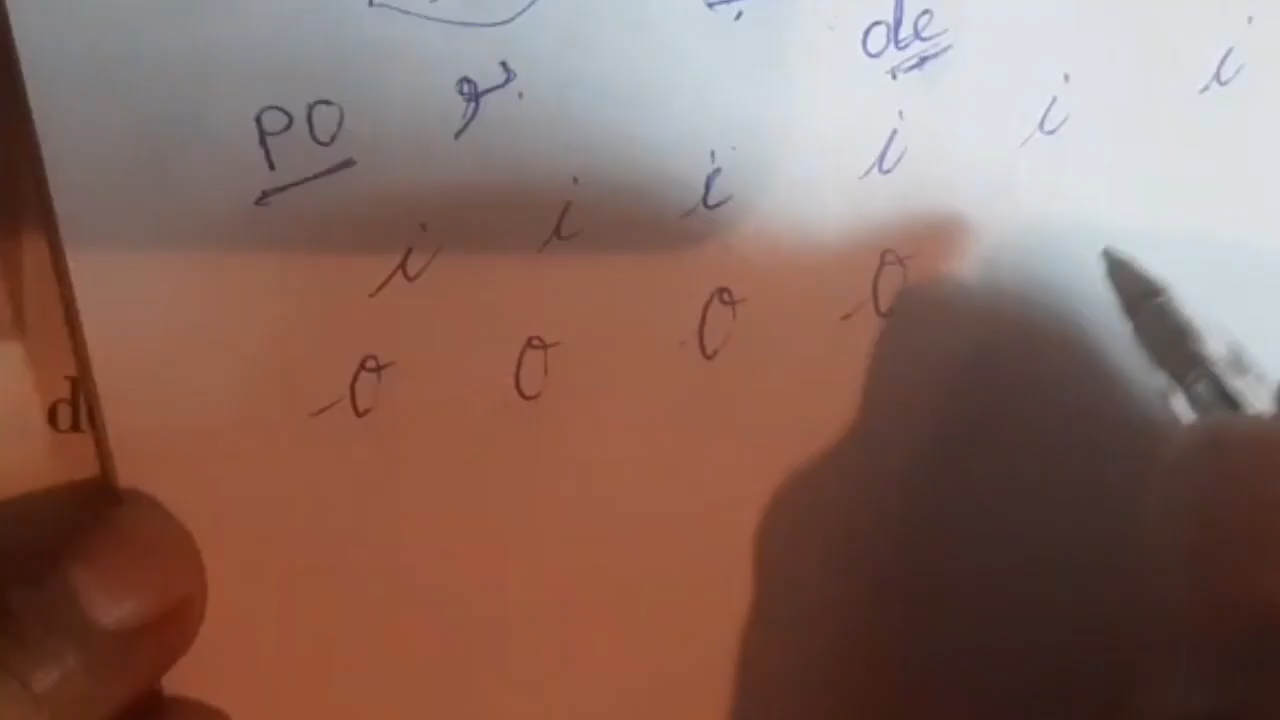 de
PO و
i i i i i i
o o o o
d